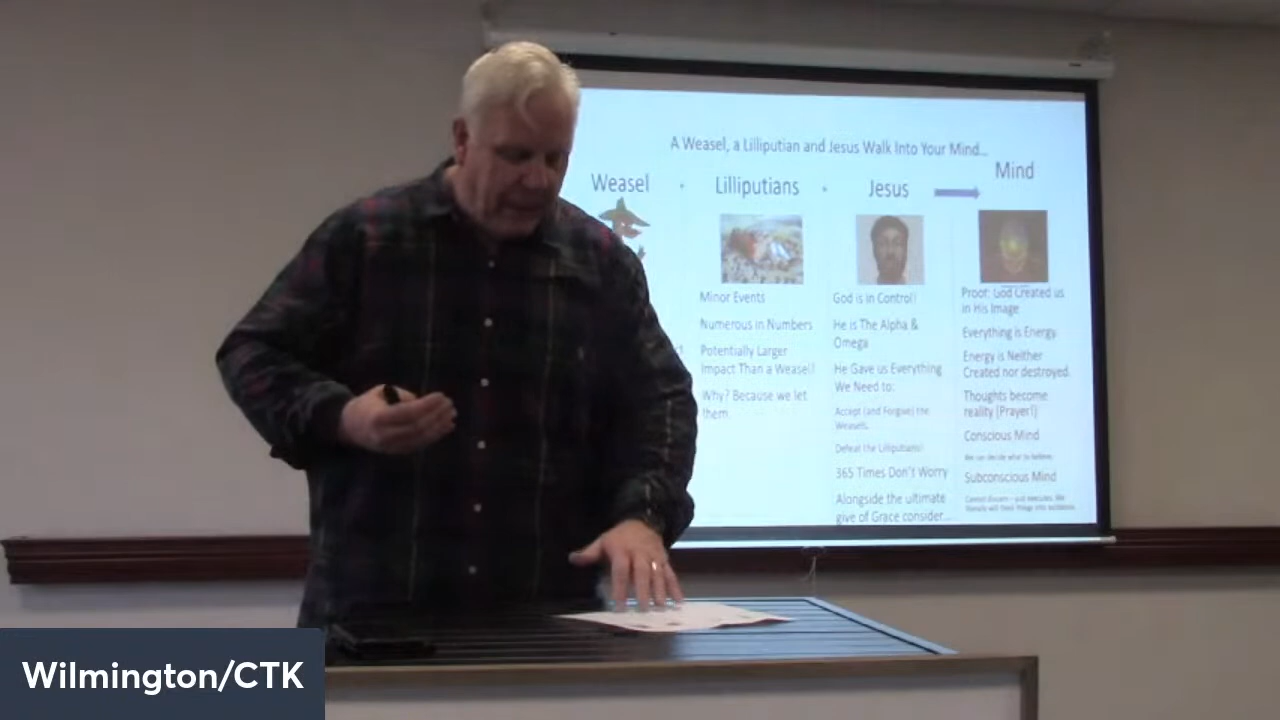 A Weasel, a Lilliputian and Jesus Walk Into Your Mind...
Weasel
Lilliputians
Jesus
Mind
Minor Events
Numerous in Numbers
Potentially Larger
Impact Than a Weasel!
Why? Because we let
them.
God is in Control!
He is The Alpha &
Omega
He Gave us Everything
We Need to:
Accept (and Forgive) the
Weasels.
Defeat the Lilliputians!
365 Times Don't Worry
Alongside the ultimate
give of Grace consider...
Proof: God Created us
in His Image
Everything is Energy.
Energy is Neither
Created nor destroyed.
Thoughts become
reality (Prayer!)
Conscious Mind
We can decide what to believe.
Subconscious Mind
Wilmington/CTK